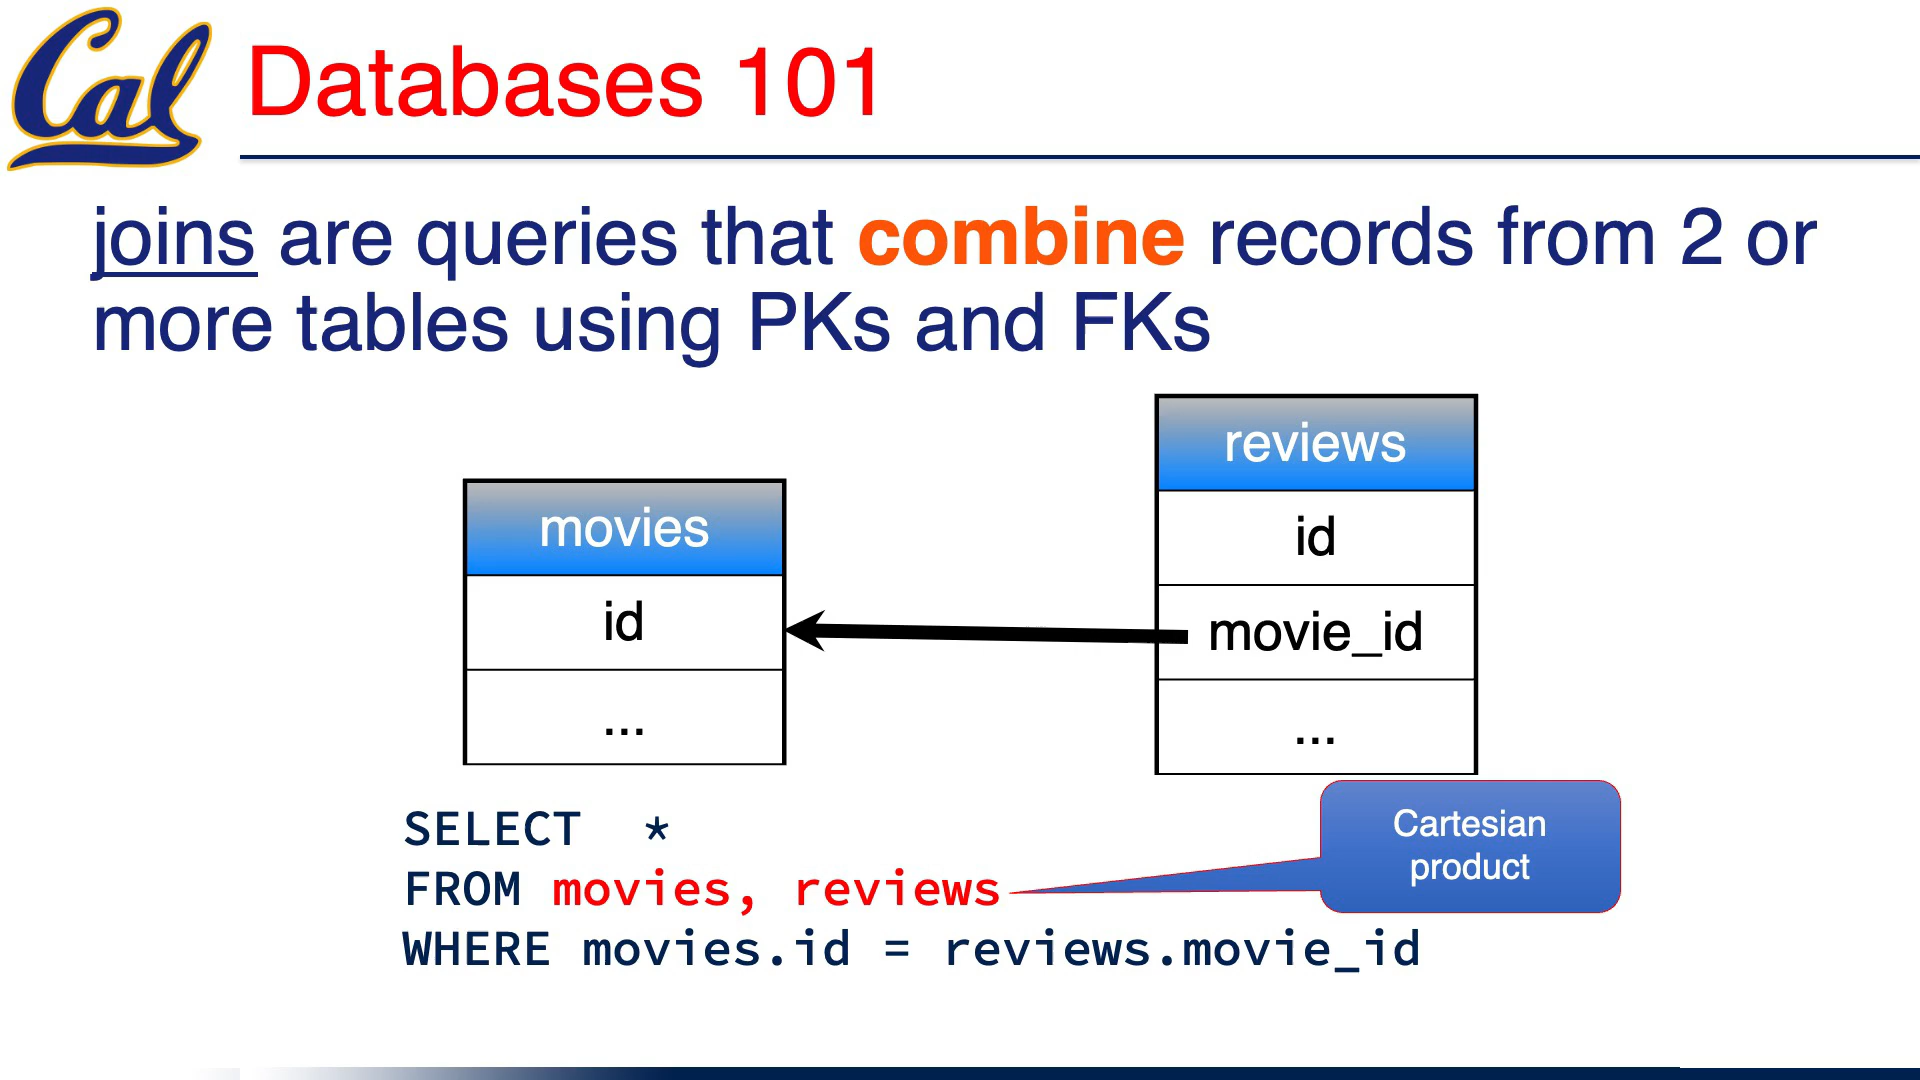 Cal
Databases 101
joins are queries that combine records from 2 or
more tables using PKs and FKs
movies
id
...
reviews
id
movie_id
...
SELECT  *
FROM movies, reviews
WHERE movies.id = reviews.movie_id
Cartesian
product